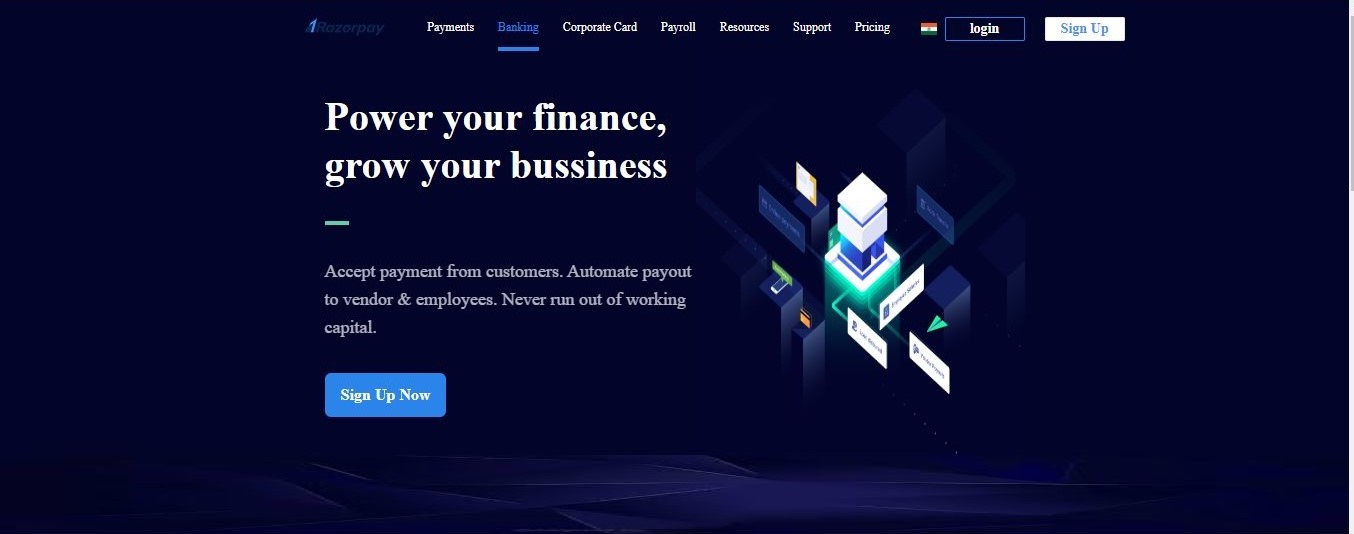 Razorpay
Payments
Banking
Corporate Card
Payroll
Resources
Support
Pricing
login
Sign Up
Power your finance,
grow your bussiness
Accept payment from customers. Automate payout
to vendor & employees. Never run out of working
capital.
Sign Up Now